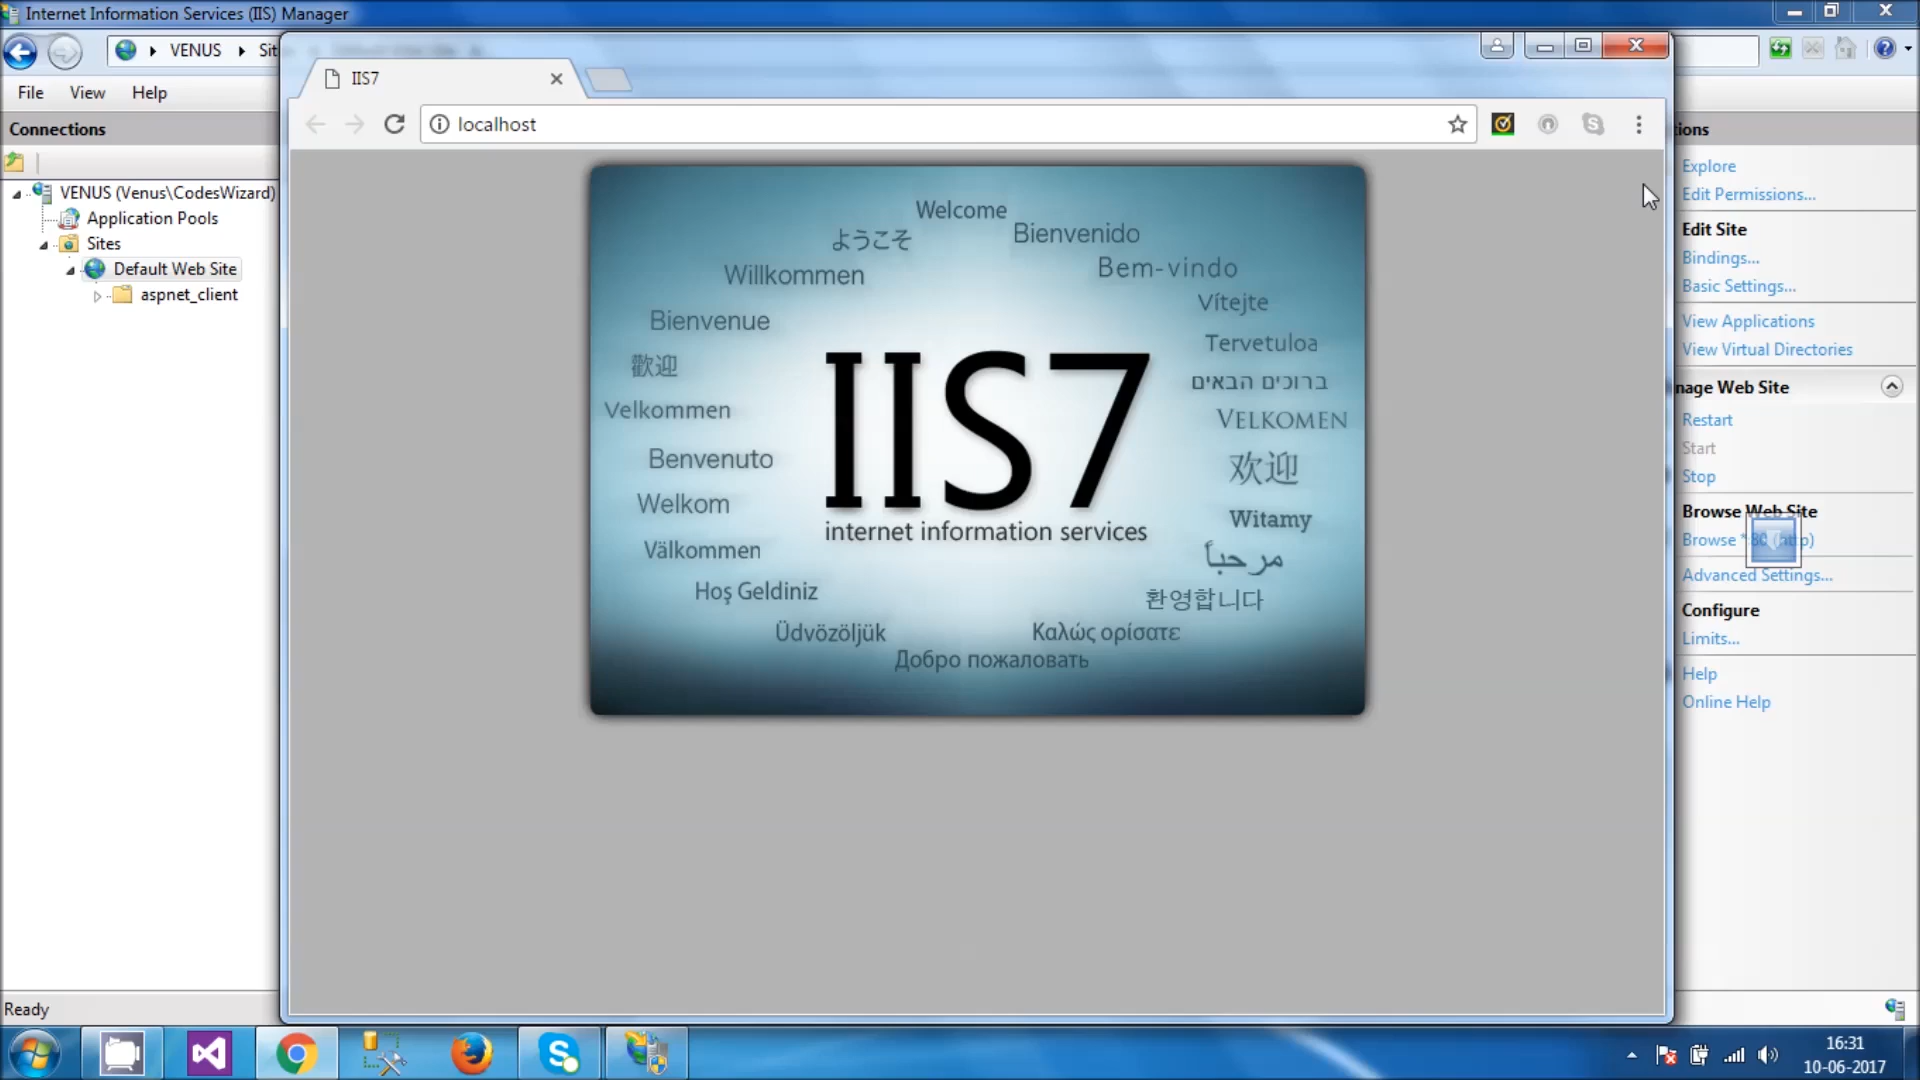 Internet Information Services (IIS) Manager
VENUS
Sit
File View Help
Connections
VENUS (Venus\CodesWizard)
Application Pools
Sites
Default Web Site
aspnet_client
Ready
IIS7
localhost
Welcome
ようこそ
Bienvenido
Willkommen
Bem-vindo
Bienvenue
Vítejte
歡迎
Tervetuloa
ברוכים הבאים
Velkommen
VELKOMEN
Benvenuto
欢迎
Welkom
Witamy
Välkommen
مرحباً
Hoş Geldiniz
환영합니다
Üdvözöljük
Καλώς ορίσατε
Добро пожаловать
IIS7
internet information services
tions
Explore
Edit Permissions...
Edit Site
Bindings...
Basic Settings...
View Applications
View Virtual Directories
nage Web Site
Restart
Start
Stop
Browse Web Site
Browse *:80 (http)
Advanced Settings...
Configure
Limits...
Help
Online Help
16:31
10-06-2017